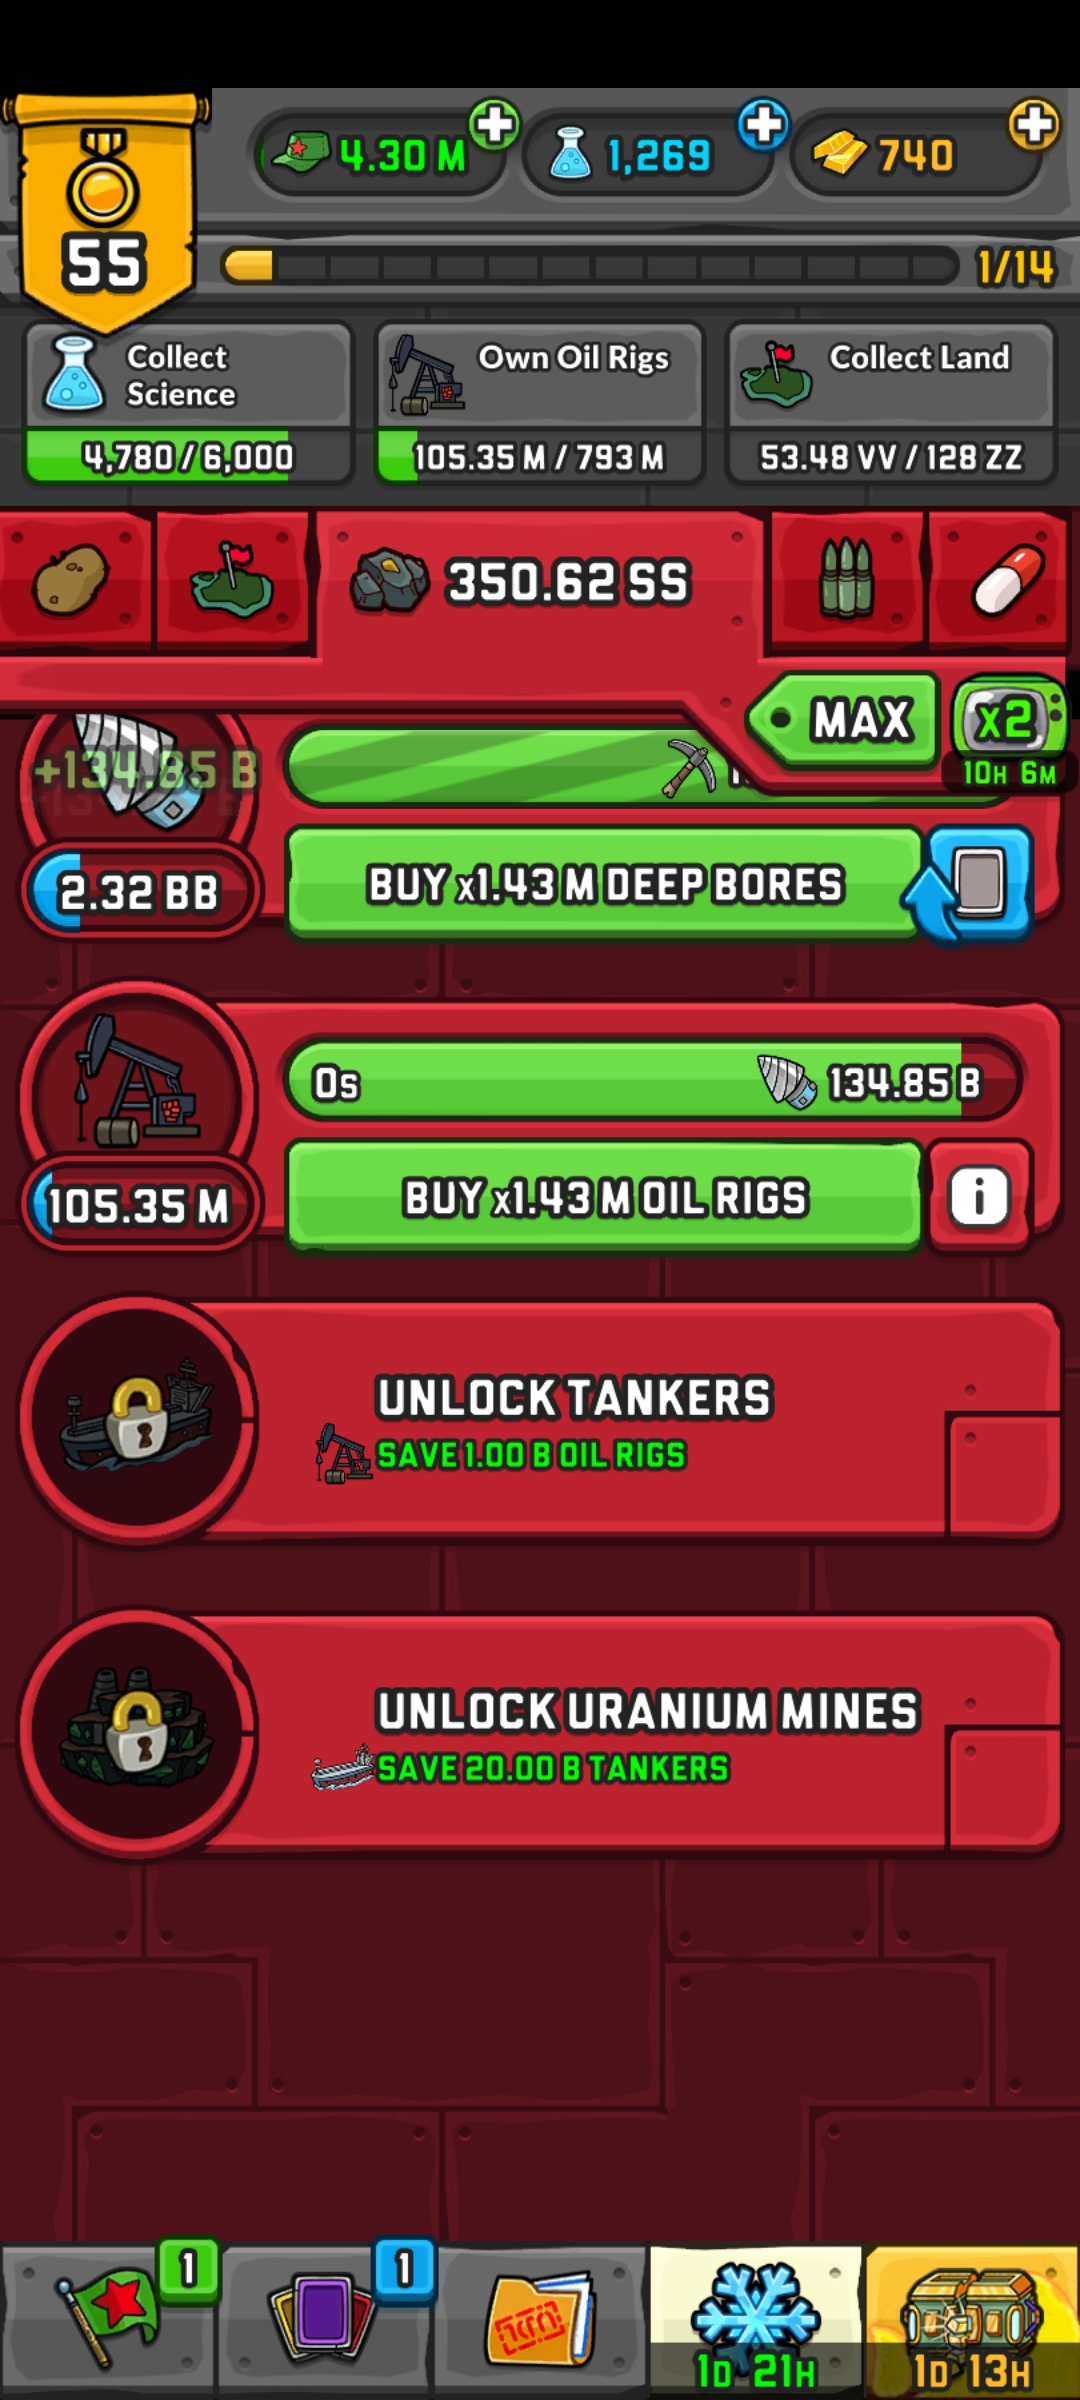 4.30 M
1,269
740
55
1/14
Collect
Science
4,780 / 6,000
Own Oil Rigs
105.35 M / 793 M
Collect Land
53.48 VV / 128 ZZ
350.62 SS
MAX
x2
10H 6M
+134.85 B
2.32 BB
BUY x1.43 M DEEP BORES
0s
134.85 B
105.35 M
BUY x1.43 M OIL RIGS
i
UNLOCK TANKERS
SAVE 1.00 B OIL RIGS
UNLOCK URANIUM MINES
SAVE 20.00 B TANKERS
1
1
1D 21H
1D 13H